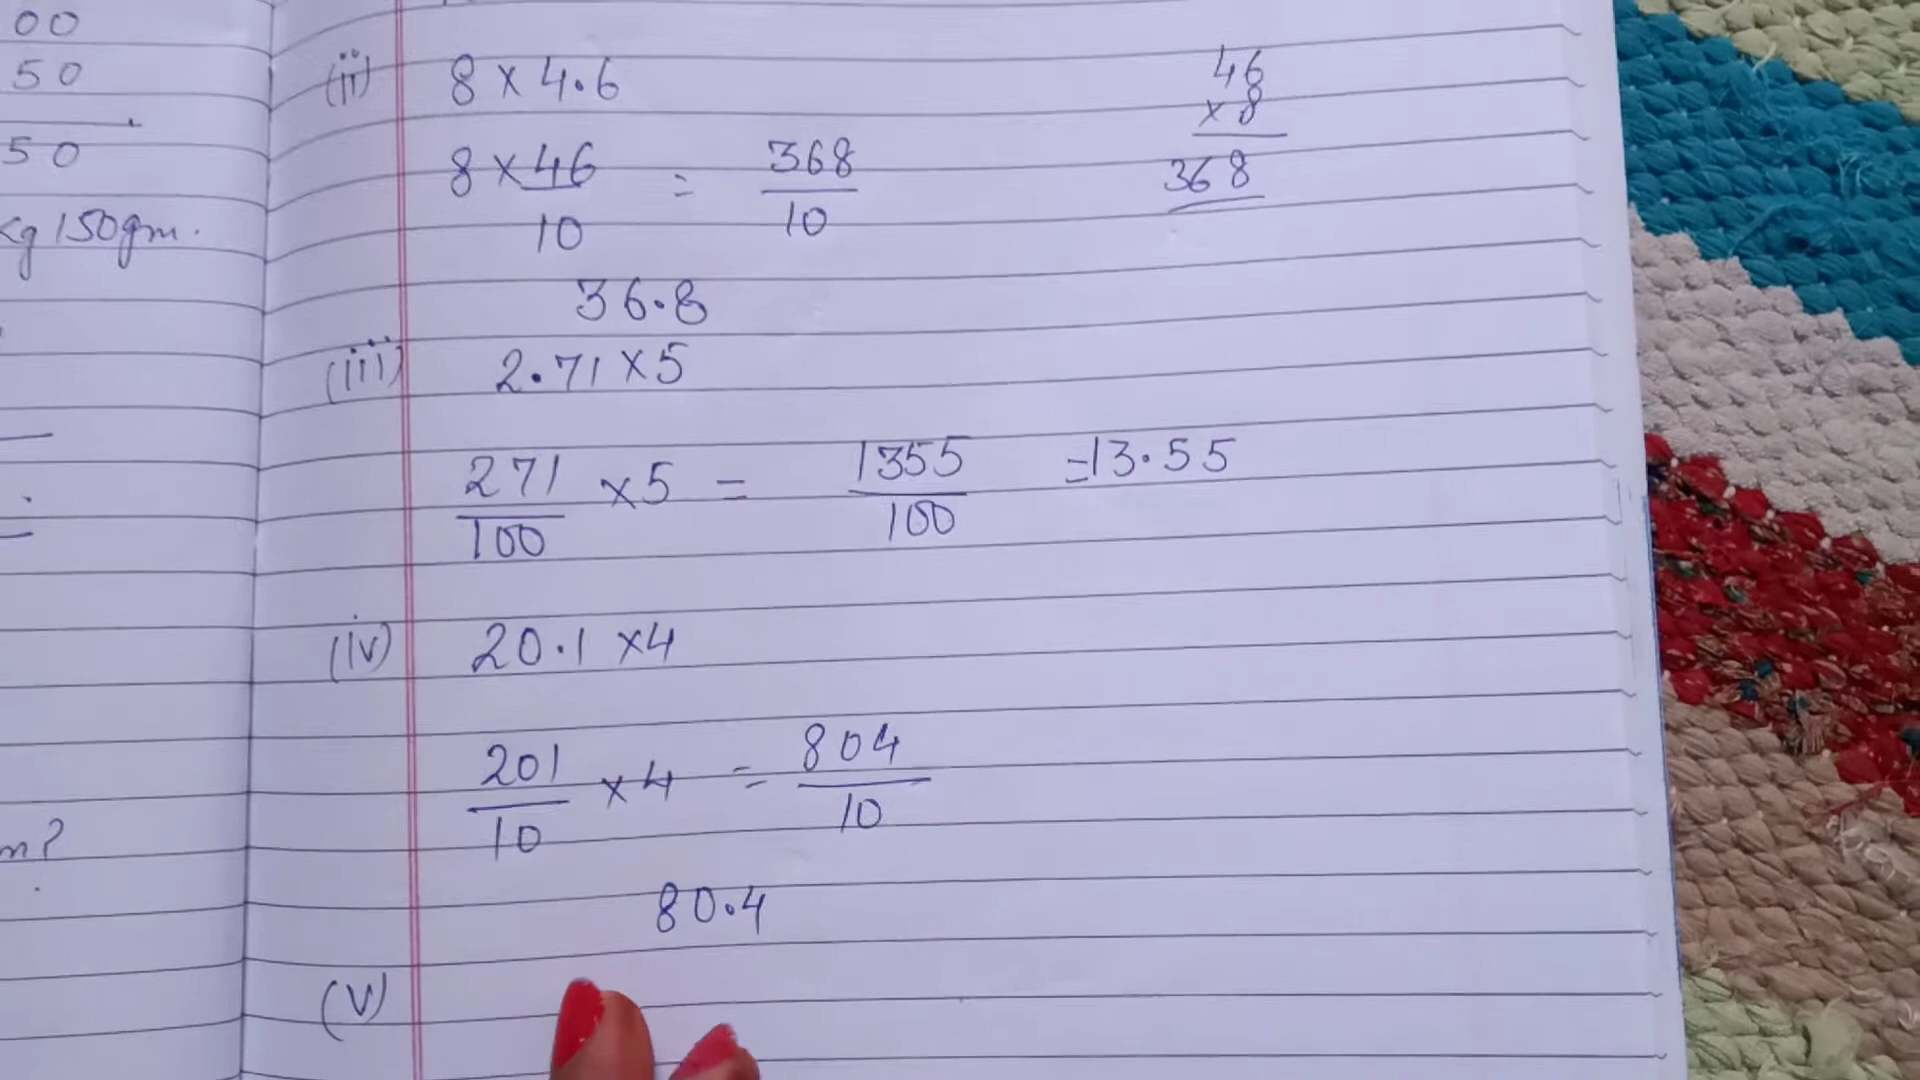 00
50
50
kg 150gm.
m?
(ii) 8 × 4.6
46
× 8
368
8 × 46/10 = 368/10
36.8
(iii) 2.71 × 5
271/100 × 5 = 1355/100 = 13.55
(iv) 20.1 × 4
201/10 × 4 = 804/10
80.4
(v)